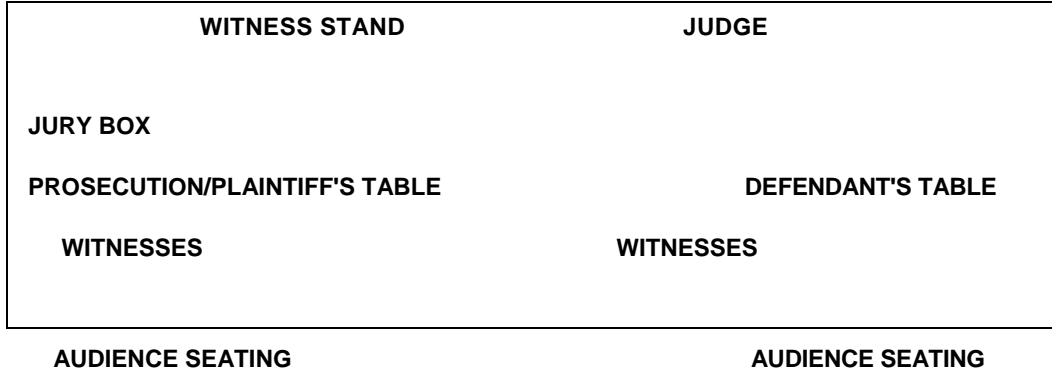 WITNESS STAND JUDGE
JURY BOX
PROSECUTION/PLAINTIFF'S TABLE DEFENDANT'S TABLE
WITNESSES WITNESSES
AUDIENCE SEATING AUDIENCE SEATING